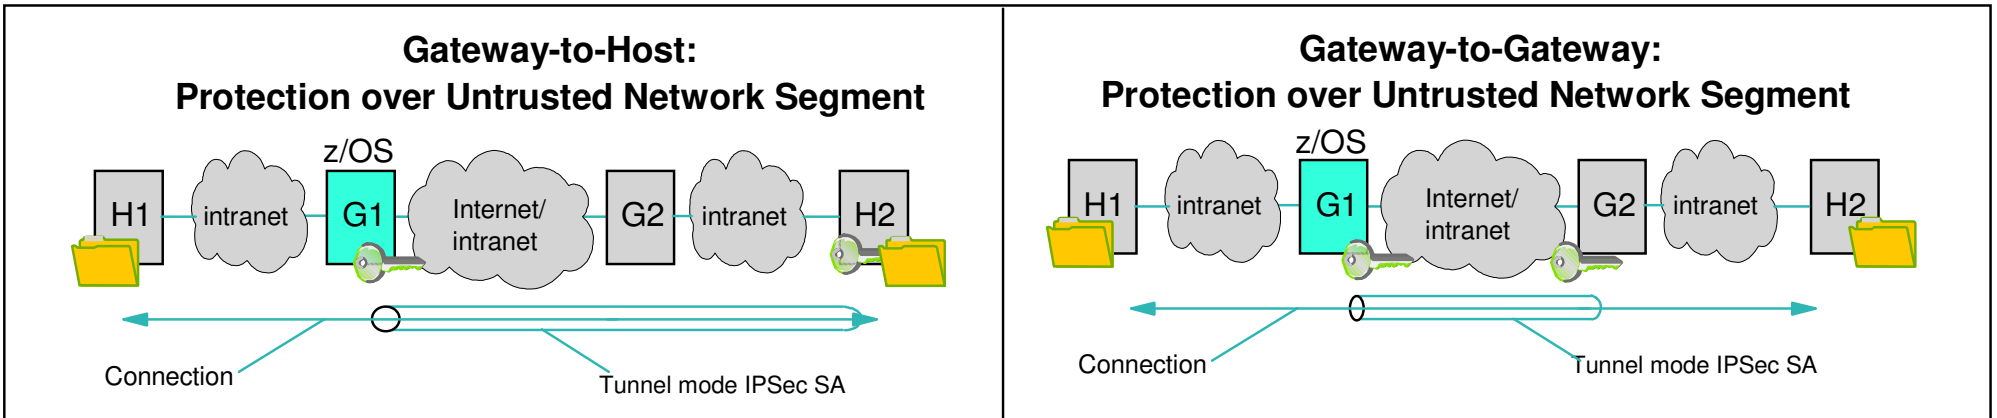 Gateway-to-Host:
Protection over Untrusted Network Segment
z/OS
H1
intranet
G1
Internet/
intranet
G2
intranet
H2
Connection
Tunnel mode IPSec SA
Gateway-to-Gateway:
Protection over Untrusted Network Segment
z/OS
H1
intranet
G1
Internet/
intranet
G2
intranet
H2
Connection
Tunnel mode IPSec SA